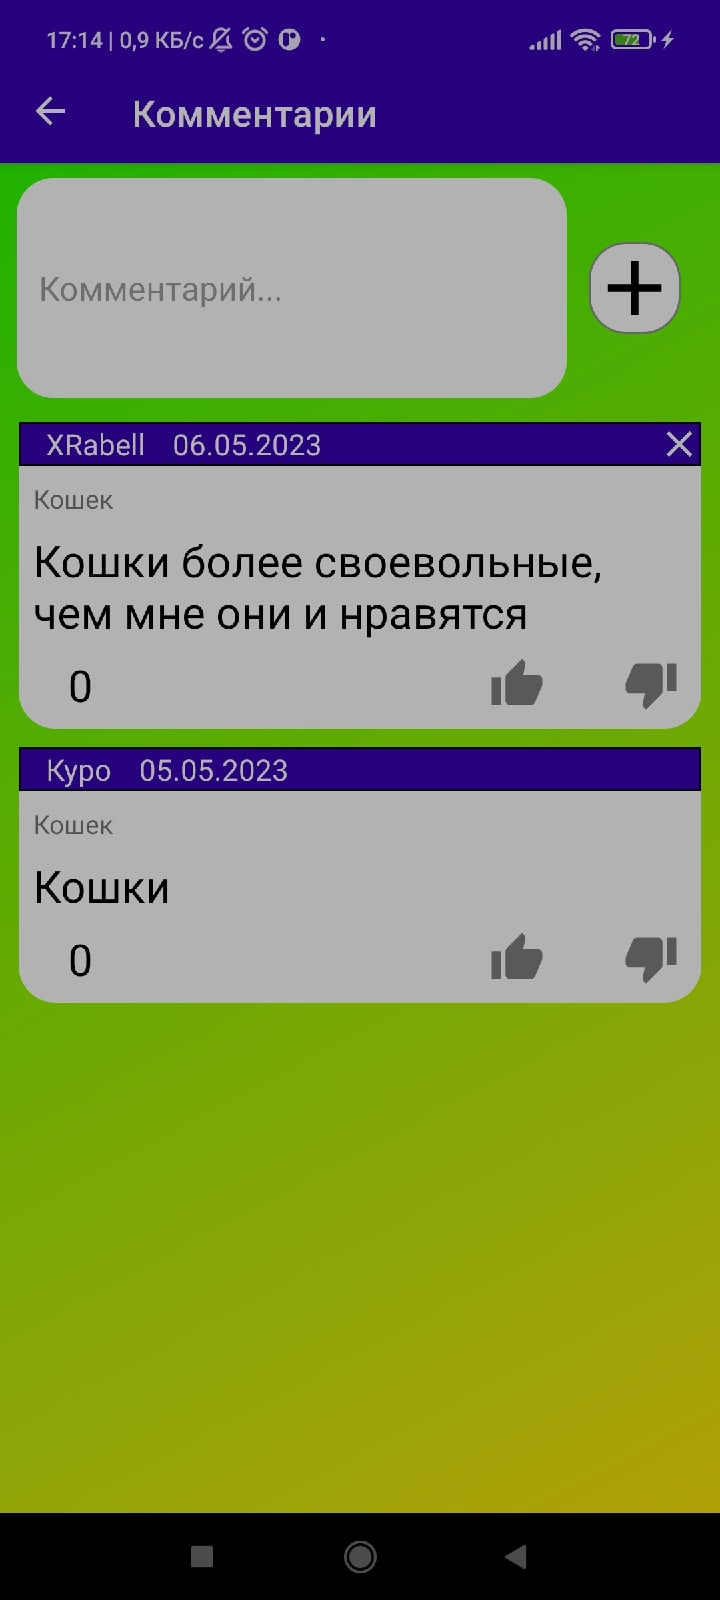 17:14 | 0,9 КБ/с
72
Комментарии
Комментарий...
XRabell 06.05.2023
Кошек
Кошки более своевольные,
чем мне они и нравятся
0
Куро 05.05.2023
Кошек
Кошки
0